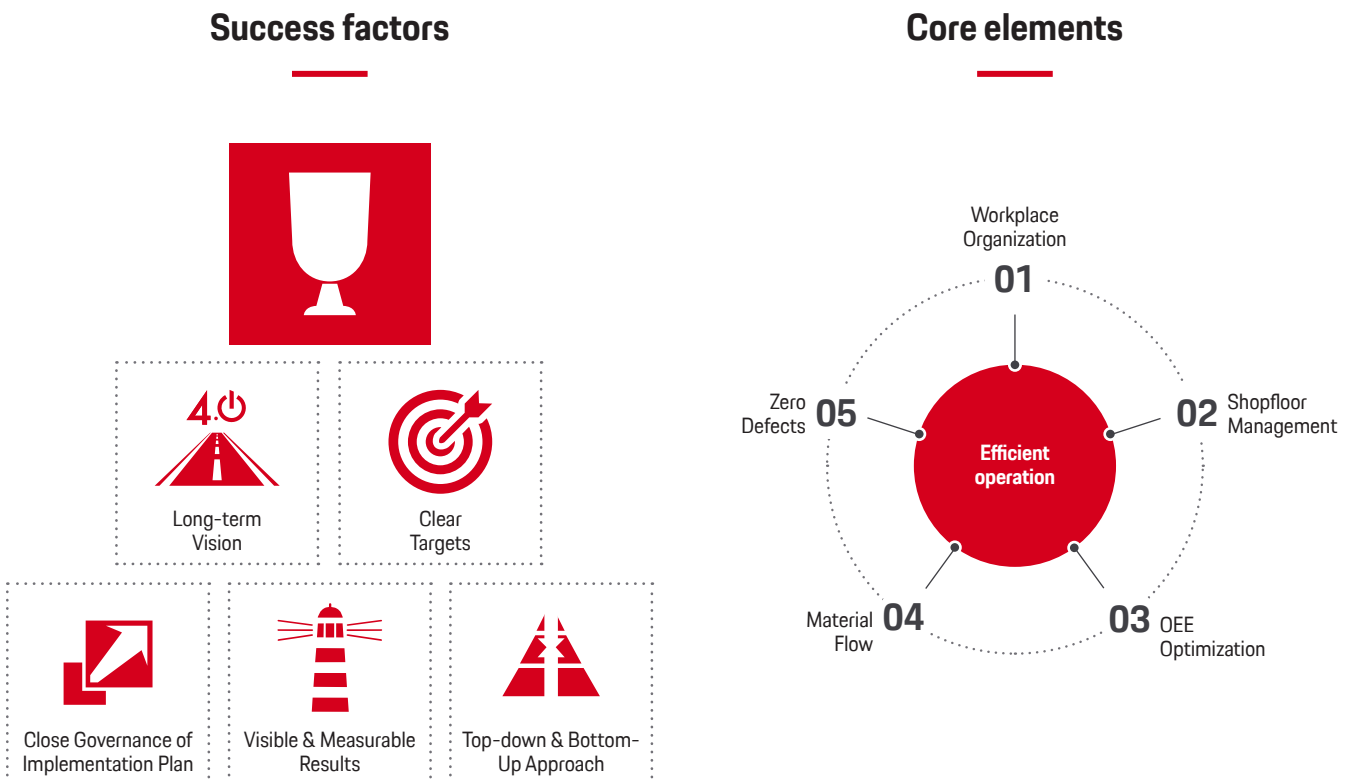 Success factors
4.0
Long-term
Vision
Clear
Targets
Close Governance of
Implementation Plan
Visible & Measurable
Results
Top-down & Bottom-
Up Approach
Core elements
Workplace
Organization
01
02
Shopfloor
Management
03
OEE
Optimization
Material
Flow
04
Zero
Defects
05
Efficient
operation